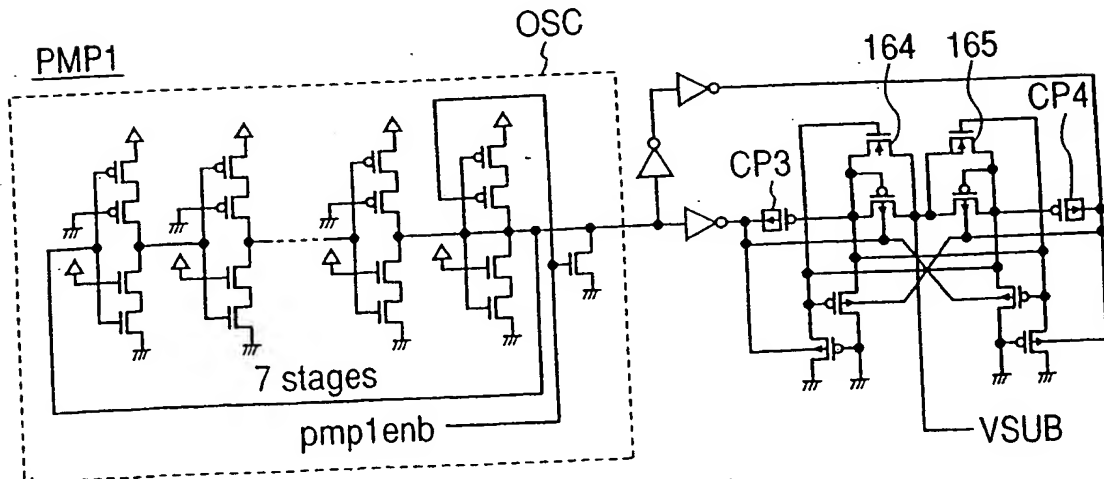 OSC
PMP1
164 165
CP3
CP4
7 stages
pmp1enb
VSUB